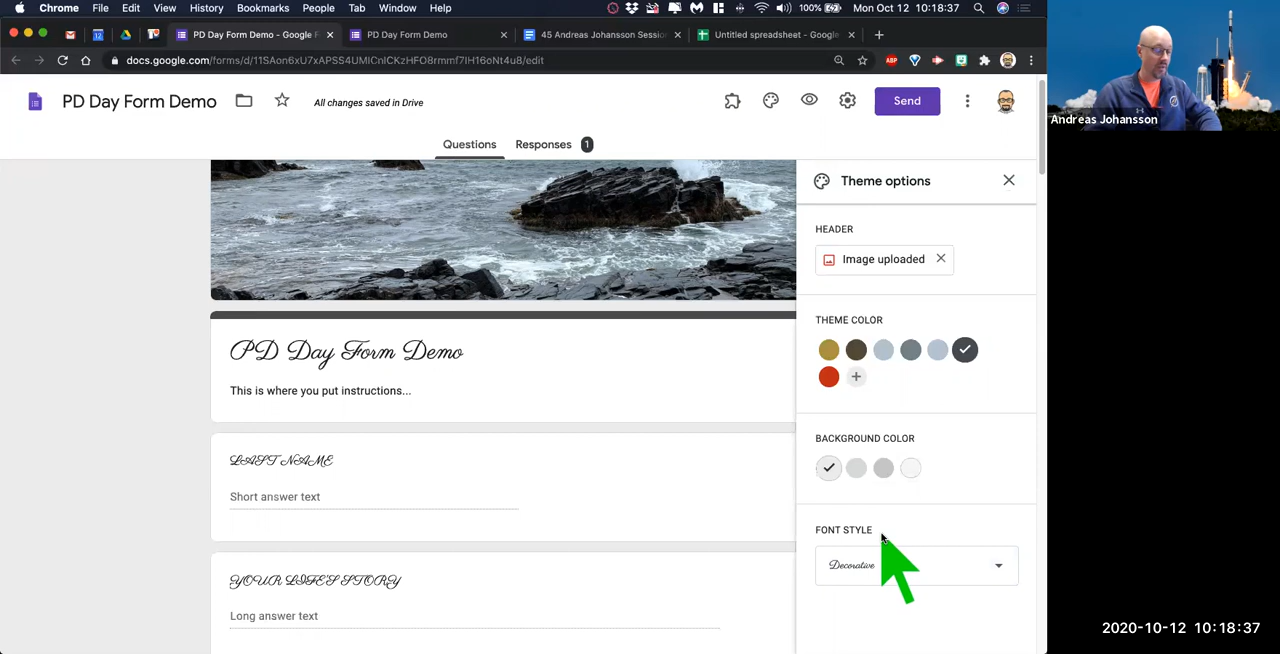 Chrome File Edit View History Bookmarks People Tab Window Help 100% Mon Oct 12 10:18:37
PD Day Form Demo - Google F PD Day Form Demo 45 Andreas Johansson Sessio Untitled spreadsheet - Google
docs.google.com/forms/d/11SAon6xU7xAPSS4UMlCnlCKzHFO8rmmf7lH16oNt4u8/edit
PD Day Form Demo All changes saved in Drive Send
Questions Responses 1
Andreas Johansson
Theme options
HEADER
Image uploaded
THEME COLOR
PD Day Form Demo
This is where you put instructions...
BACKGROUND COLOR
LAST NAME
Short answer text
FONT STYLE
Decorative
YOUR LIFES STORY
Long answer text
2020-10-12 10:18:37